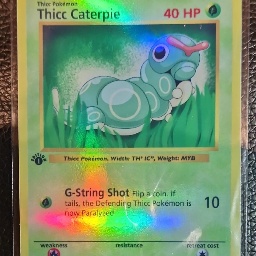 Thicc Pokémon
Thicc Caterpie 40 HP
Thicc Pokémon. Width: TH' IC", Weight: MYB
G-String Shot Flip a coin. If
tails, the Defending Thicc Pokémon is
now Paralyzed
10
weakness resistance retreat cost